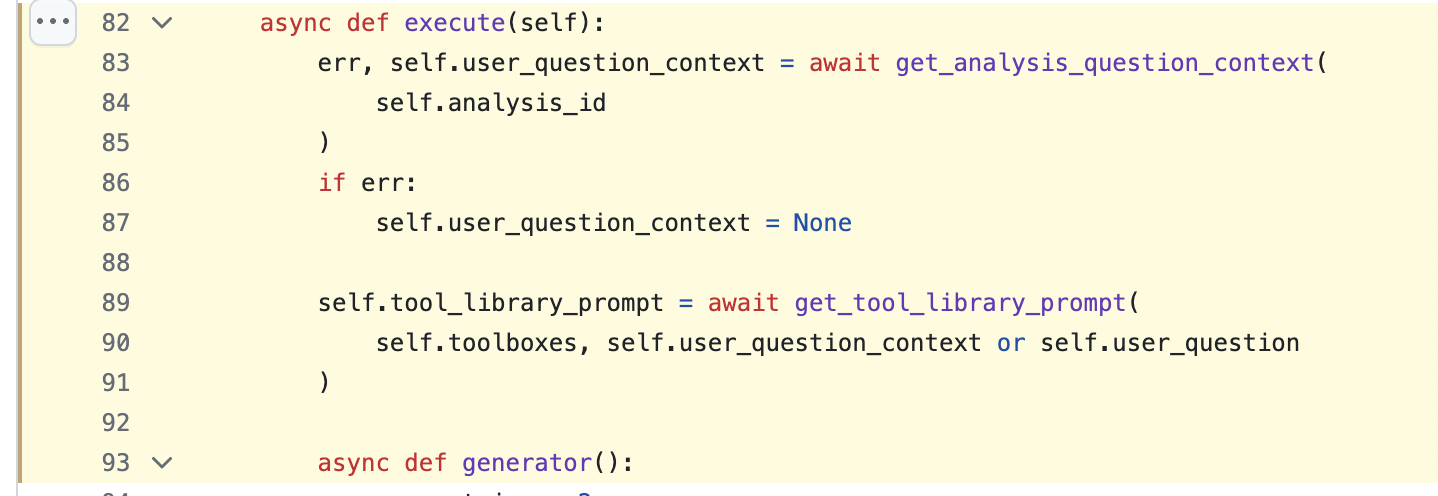 82 async def execute(self):
83 err, self.user_question_context = await get_analysis_question_context(
84 self.analysis_id
85 )
86 if err:
87 self.user_question_context = None
88
89 self.tool_library_prompt = await get_tool_library_prompt(
90 self.toolboxes, self.user_question_context or self.user_question
91 )
92
93 async def generator():